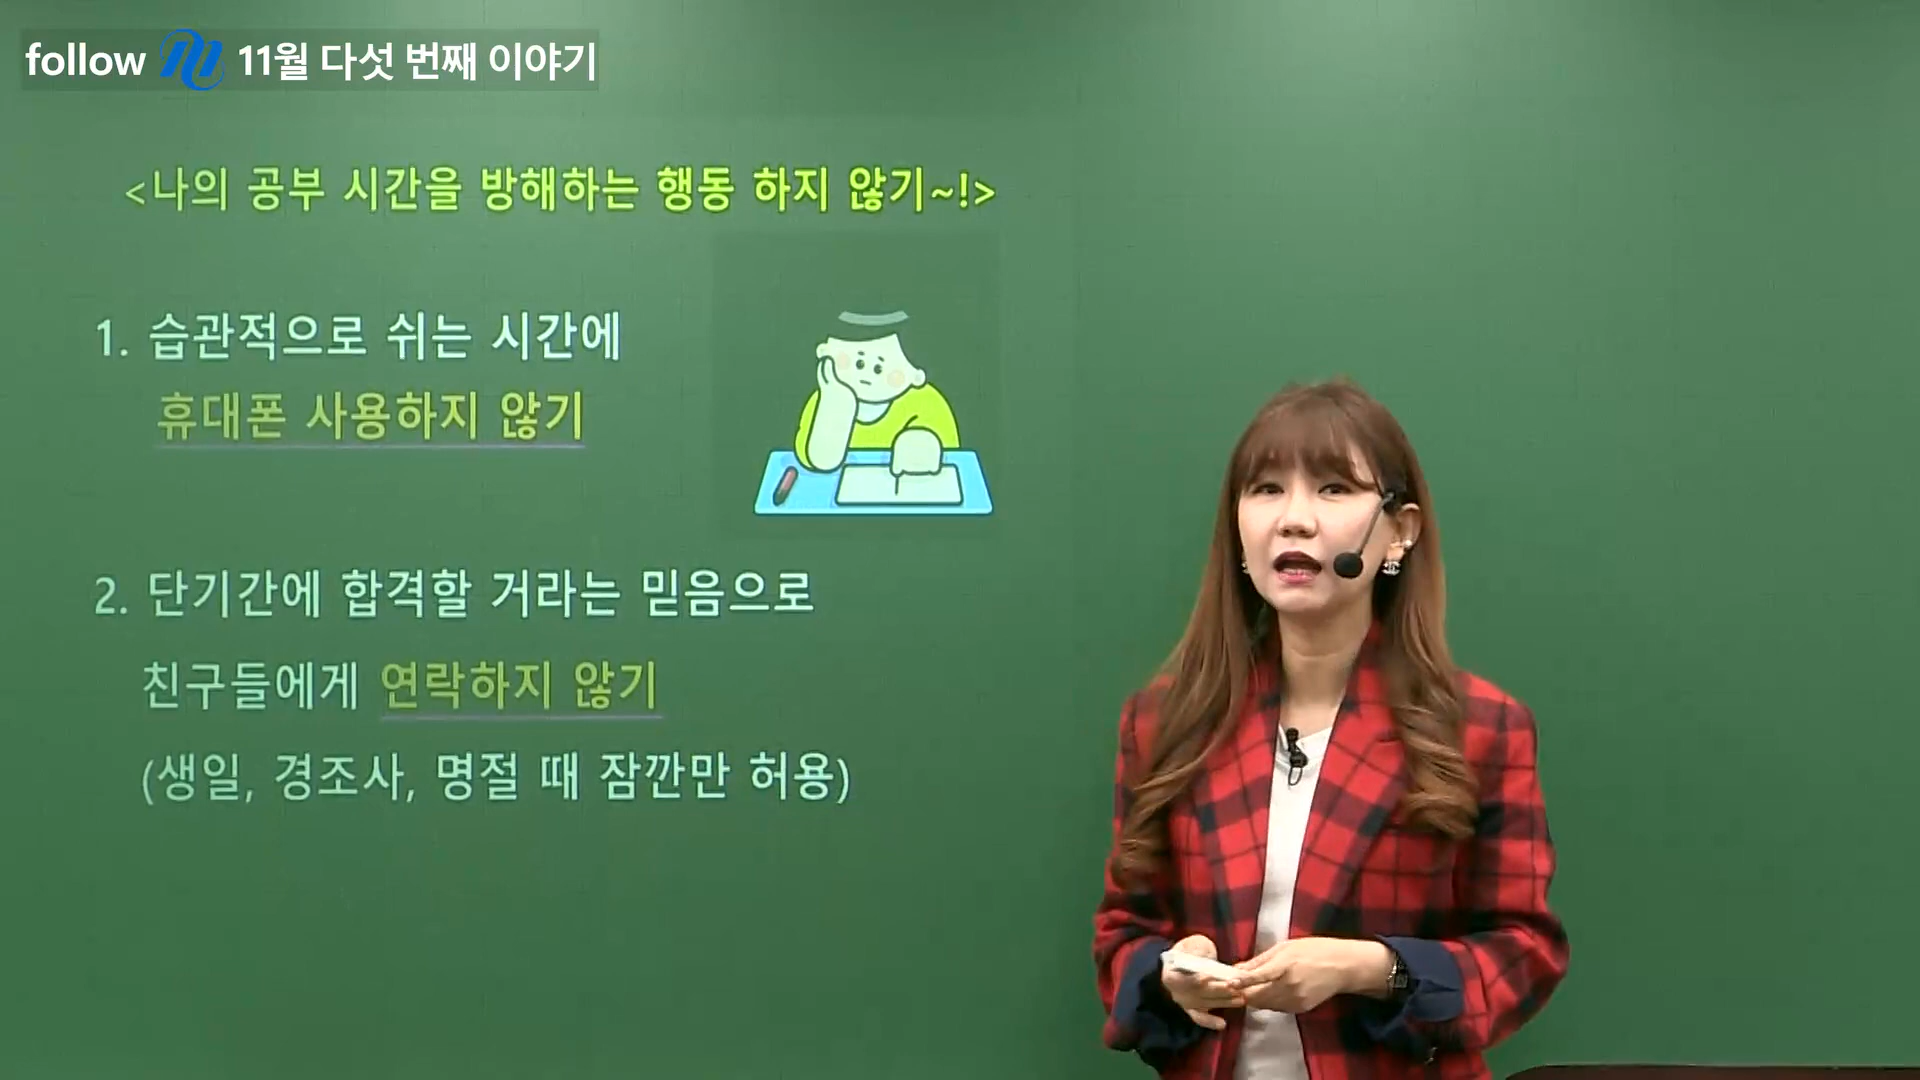 follow 11월 다섯 번째 이야기
<나의 공부 시간을 방해하는 행동 하지 않기~!>
1. 습관적으로 쉬는 시간에
휴대폰 사용하지 않기
2. 단기간에 합격할 거라는 믿음으로
친구들에게 연락하지 않기
(생일, 경조사, 명절 때 잠깐만 허용)